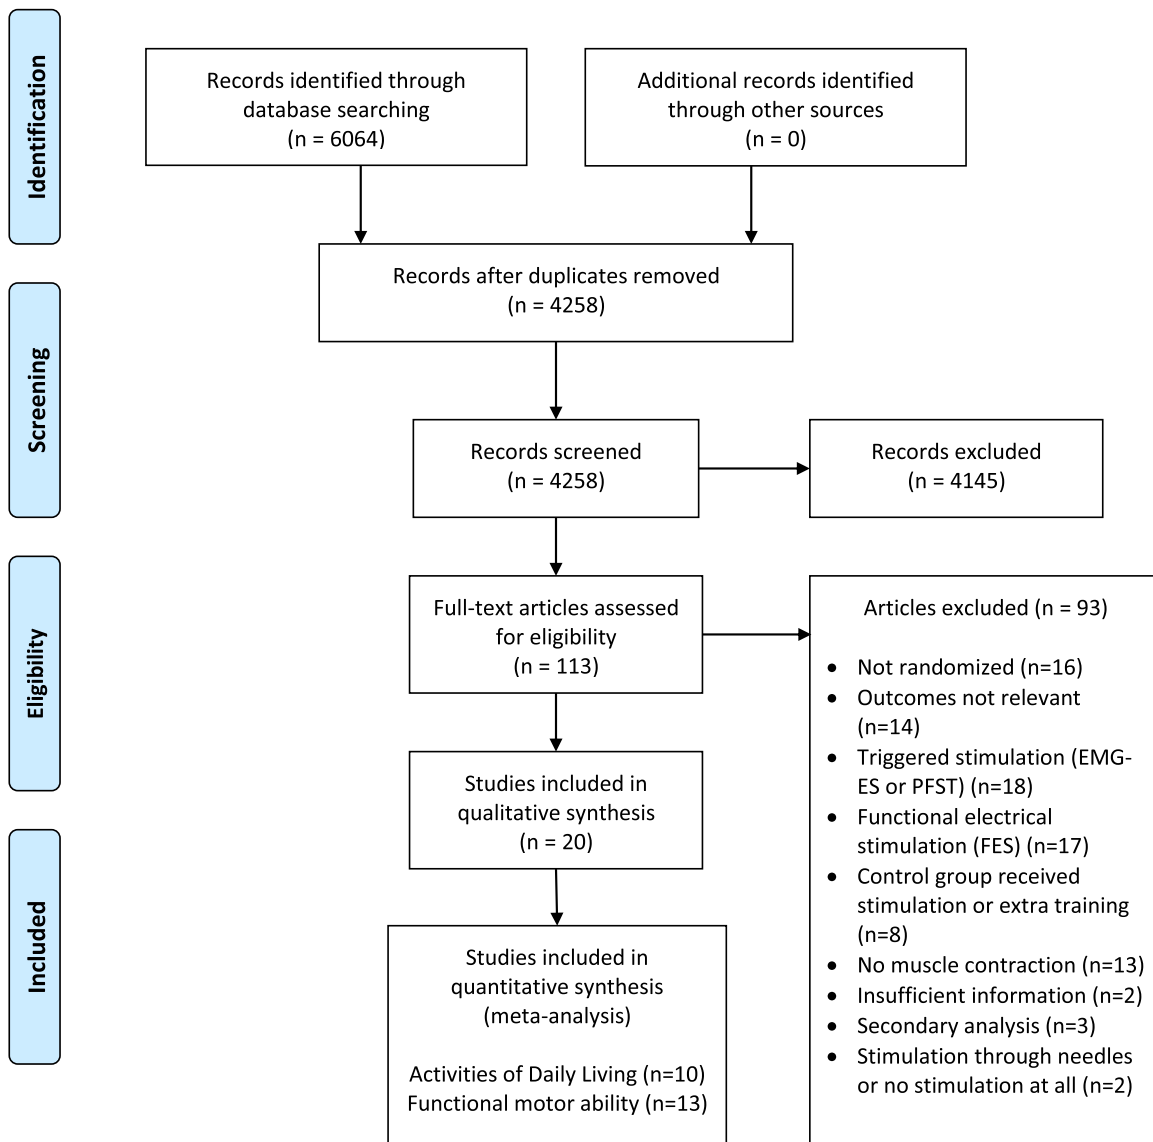 Identification
Records identified through
database searching
(n = 6064)
Additional records identified
through other sources
(n = 0)
Records after duplicates removed
(n = 4258)
Screening
Records screened
(n = 4258)
Records excluded
(n = 4145)
Eligibility
Full-text articles assessed
for eligibility
(n = 113)
Articles excluded (n = 93)
• Not randomized (n=16)
• Outcomes not relevant
(n=14)
• Triggered stimulation (EMG-
ES or PFST) (n=18)
• Functional electrical
stimulation (FES) (n=17)
• Control group received
stimulation or extra training
(n=8)
• No muscle contraction (n=13)
• Insufficient information (n=2)
• Secondary analysis (n=3)
• Stimulation through needles
or no stimulation at all (n=2)
Studies included in
qualitative synthesis
(n = 20)
Included
Studies included in
quantitative synthesis
(meta-analysis)
Activities of Daily Living (n=10)
Functional motor ability (n=13)